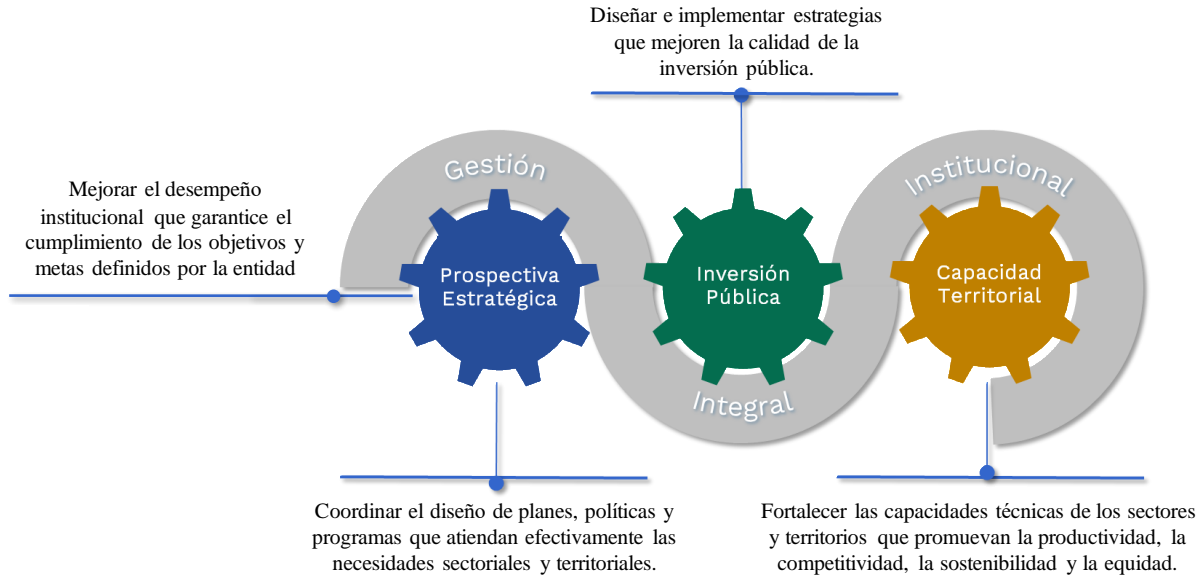 Diseñar e implementar estrategias
que mejoren la calidad de la
inversión pública.
Mejorar el desempeño
institucional que garantice el
cumplimiento de los objetivos y
metas definidos por la entidad
Gestión
Integral
Institucional
Prospectiva
Estratégica
Inversión
Pública
Capacidad
Territorial
Coordinar el diseño de planes, políticas y
programas que atiendan efectivamente las
necesidades sectoriales y territoriales.
Fortalecer las capacidades técnicas de los sectores
y territorios que promuevan la productividad, la
competitividad, la sostenibilidad y la equidad.